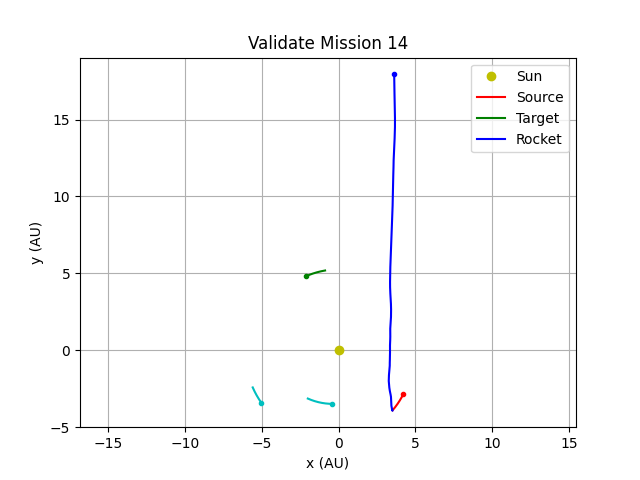 Validate Mission 14
Sun
Source
Target
Rocket
15
10
5
0
−5
y (AU)
−15
−10
−5
0
5
10
15
x (AU)